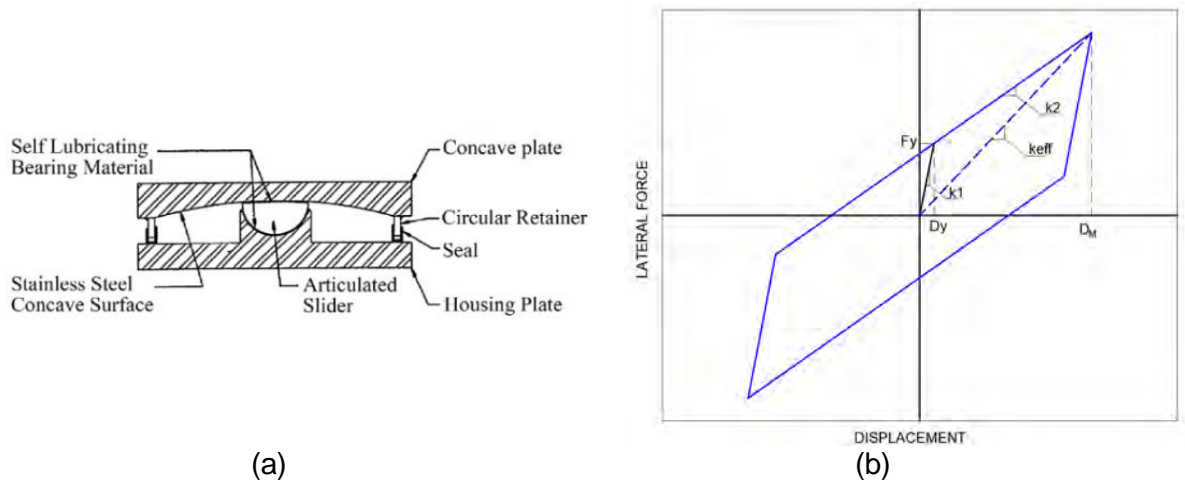 Self Lubricating
Bearing Material
Stainless Steel
Concave Surface
Articulated
Slider
Concave plate
Circular Retainer
Seal
Housing Plate
(a)
LATERAL FORCE
Fy
k1
k2
keff
Dy
DM
DISPLACEMENT
(b)